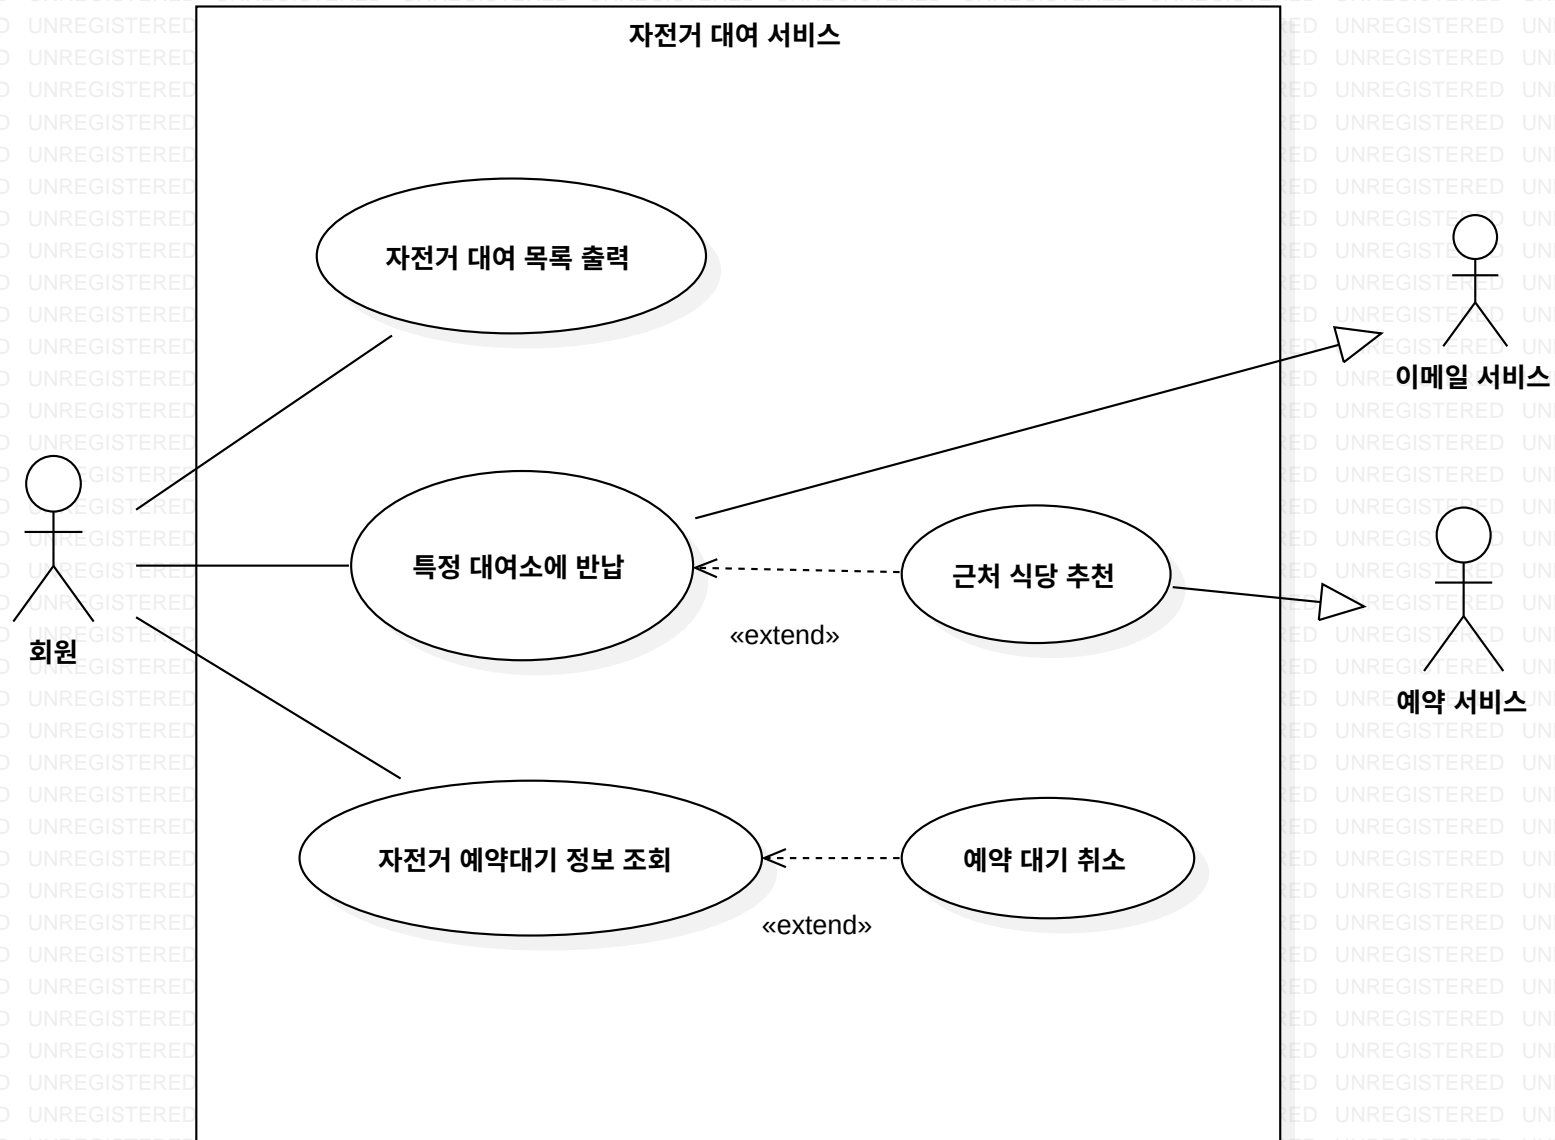 자전거 대여 서비스
자전거 대여 목록 출력
이메일 서비스
특정 대여소에 반납
근처 식당 추천
«extend»
회원
예약 서비스
자전거 예약대기 정보 조회
예약 대기 취소
«extend»
UNREGISTERED